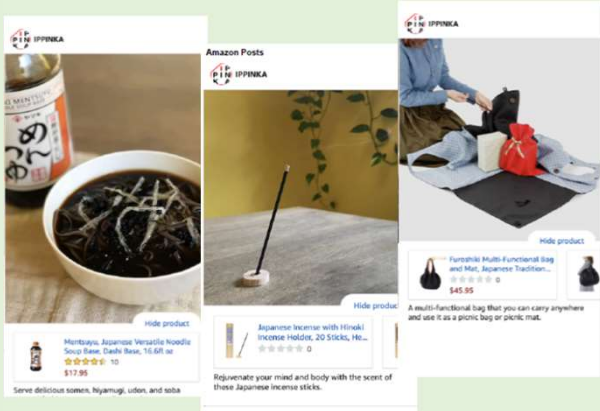 IPPINKA
めんつゆ
Hide product
Mentsuyu, Japanese Versatile Noodle
Soup Base, Dashi Base, 16.6fl oz
10
$17.95
Serve delicious somen, hiyamugi, udon, and soba
Amazon Posts
IPPINKA
Hide product
Japanese Incense with Hinoki
Incense Holder, 20 Sticks, He...
0
Rejuvenate your mind and body with the scent of
these Japanese incense sticks.
IPPINKA
Hide product
Furoshiki Multi-Functional Bag
and Mat, Japanese Tradition...
0
$45.95
A multi-functional bag that you can carry anywhere
and use it as a picnic bag or picnic mat.